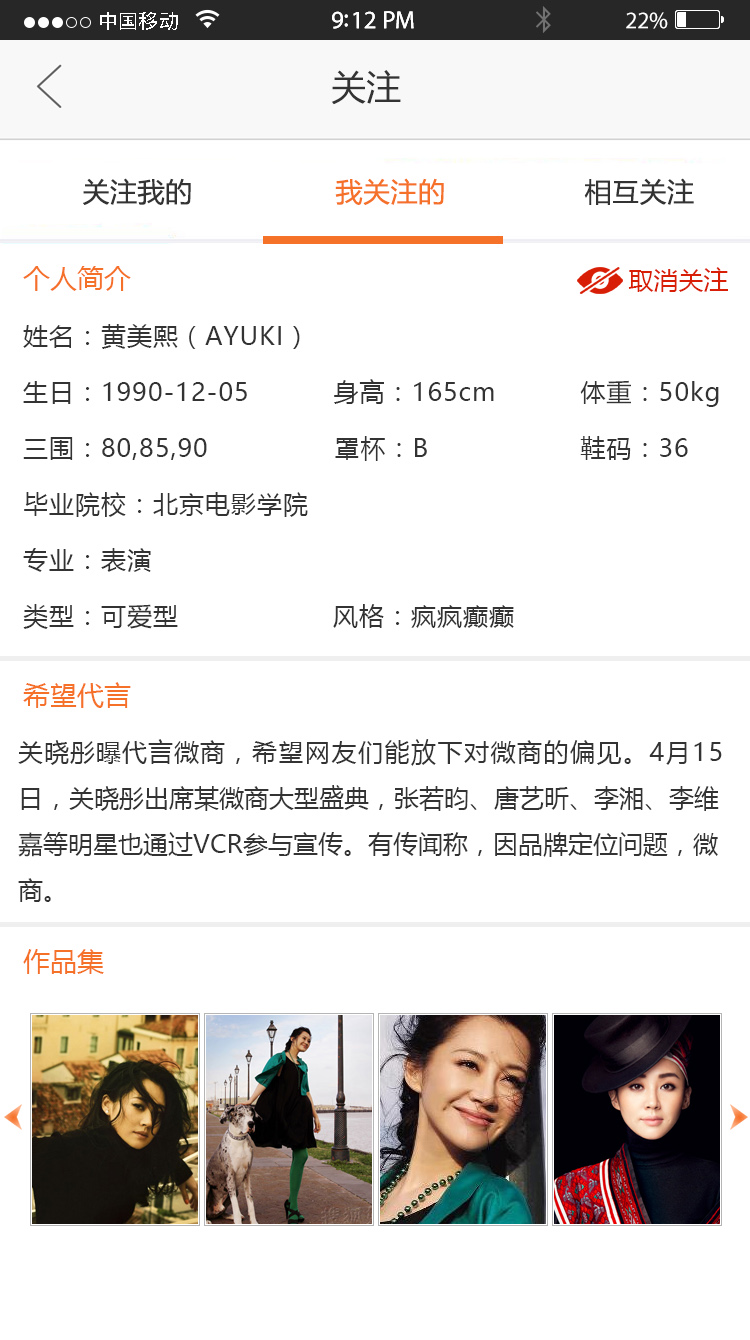 中国移动 9:12 PM 22%
关注
关注我的 我关注的 相互关注
个人简介 取消关注
姓名：黄美熙（AYUKI）
生日：1990-12-05 身高：165cm 体重：50kg
三围：80,85,90 罩杯：B 鞋码：36
毕业院校：北京电影学院
专业：表演
类型：可爱型 风格：疯疯癫癫
希望代言
关晓彤曝代言微商，希望网友们能放下对微商的偏见。4月15
日，关晓彤出席某微商大型盛典，张若昀、唐艺昕、李湘、李维
嘉等明星也通过VCR参与宣传。有传闻称，因品牌定位问题，微
商。
作品集